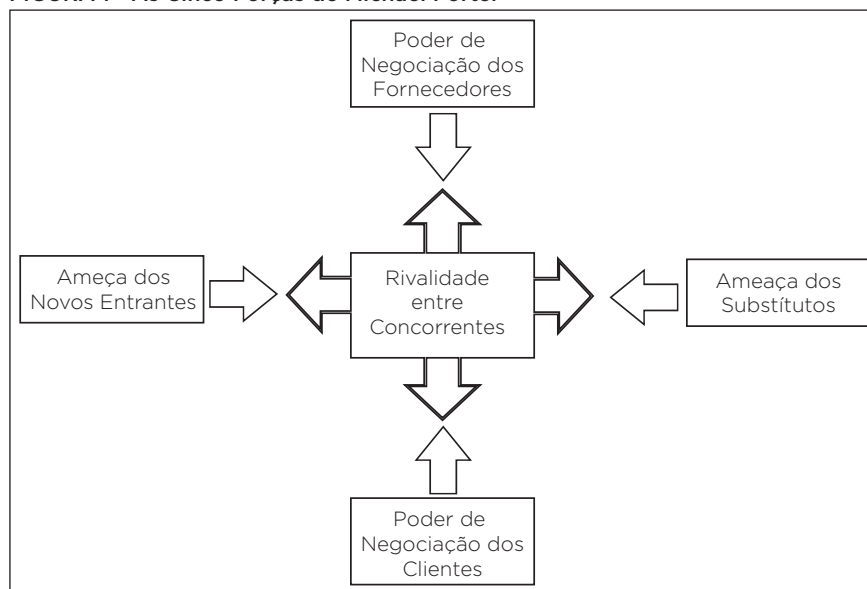 Poder de
Negociação dos
Fornecedores
Ameça dos
Novos Entrantes
Rivalidade
entre
Concorrentes
Ameaça dos
Substítutos
Poder de
Negociação dos
Clientes